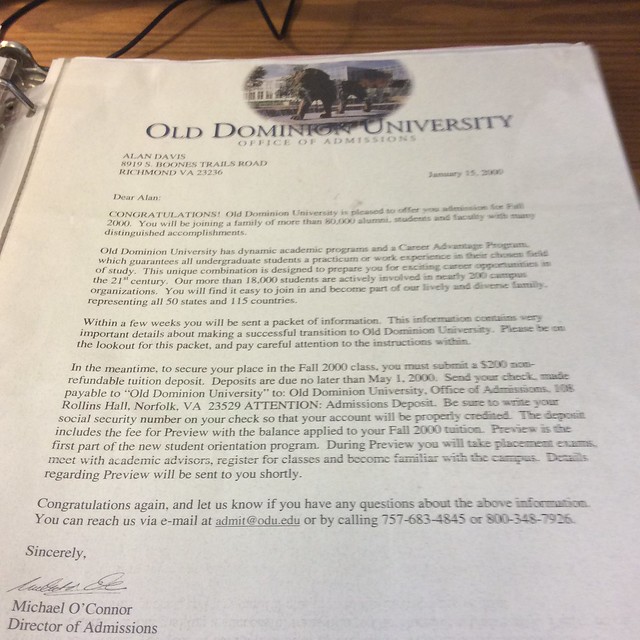 OLD DOMINION UNIVERSITY
OFFICE OF ADMISSIONS
ALAN DAVIS
8919 S. BOONES TRAILS ROAD
RICHMOND VA 23236
January 15, 2000
Dear Alan:
CONGRATULATIONS! Old Dominion University is pleased to offer you admission for Fall
2000. You will be joining a family of more than 80,000 alumni, students and faculty with many
distinguished accomplishments.
Old Dominion University has dynamic academic programs and a Career Advantage Program,
which guarantees all undergraduate students a practicum or work experience in their chosen field
of study. This unique combination is designed to prepare you for exciting career opportunities in
the 21st century. Our more than 18,000 students are actively involved in nearly 200 campus
organizations. You will find it easy to join in and become part of our lively and diverse family,
representing all 50 states and 115 countries.
Within a few weeks you will be sent a packet of information. This information contains very
important details about making a successful transition to Old Dominion University. Please be on
the lookout for this packet, and pay careful attention to the instructions within.
In the meantime, to secure your place in the Fall 2000 class, you must submit a $200 non-
refundable tuition deposit. Deposits are due no later than May 1, 2000. Send your check, made
payable to "Old Dominion University" to: Old Dominion University, Office of Admissions, 108
Rollins Hall, Norfolk, VA 23529 ATTENTION: Admissions Deposit. Be sure to write your
social security number on your check so that your account will be properly credited. The deposit
includes the fee for Preview with the balance applied to your Fall 2000 tuition. Preview is the
first part of the new student orientation program. During Preview you will take placement exams,
meet with academic advisors, register for classes and become familiar with the campus. Details
regarding Preview will be sent to you shortly.
Congratulations again, and let us know if you have any questions about the above information.
You can reach us via e-mail at admit@odu.edu or by calling 757-683-4845 or 800-348-7926.
Sincerely,
Michael O'Connor
Director of Admissions